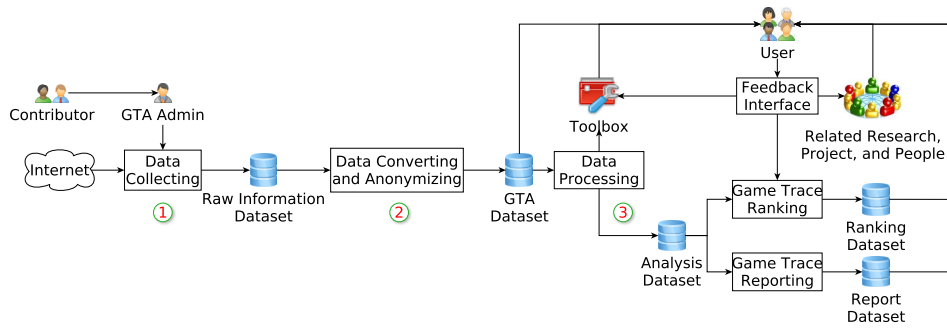 Contributor
GTA Admin
Internet
Data
Collecting
1
Raw Information
Dataset
Data Converting
and Anonymizing
2
GTA
Dataset
Toolbox
Data
Processing
3
Analysis
Dataset
User
Feedback
Interface
Related Research,
Project, and People
Game Trace
Ranking
Ranking
Dataset
Game Trace
Reporting
Report
Dataset